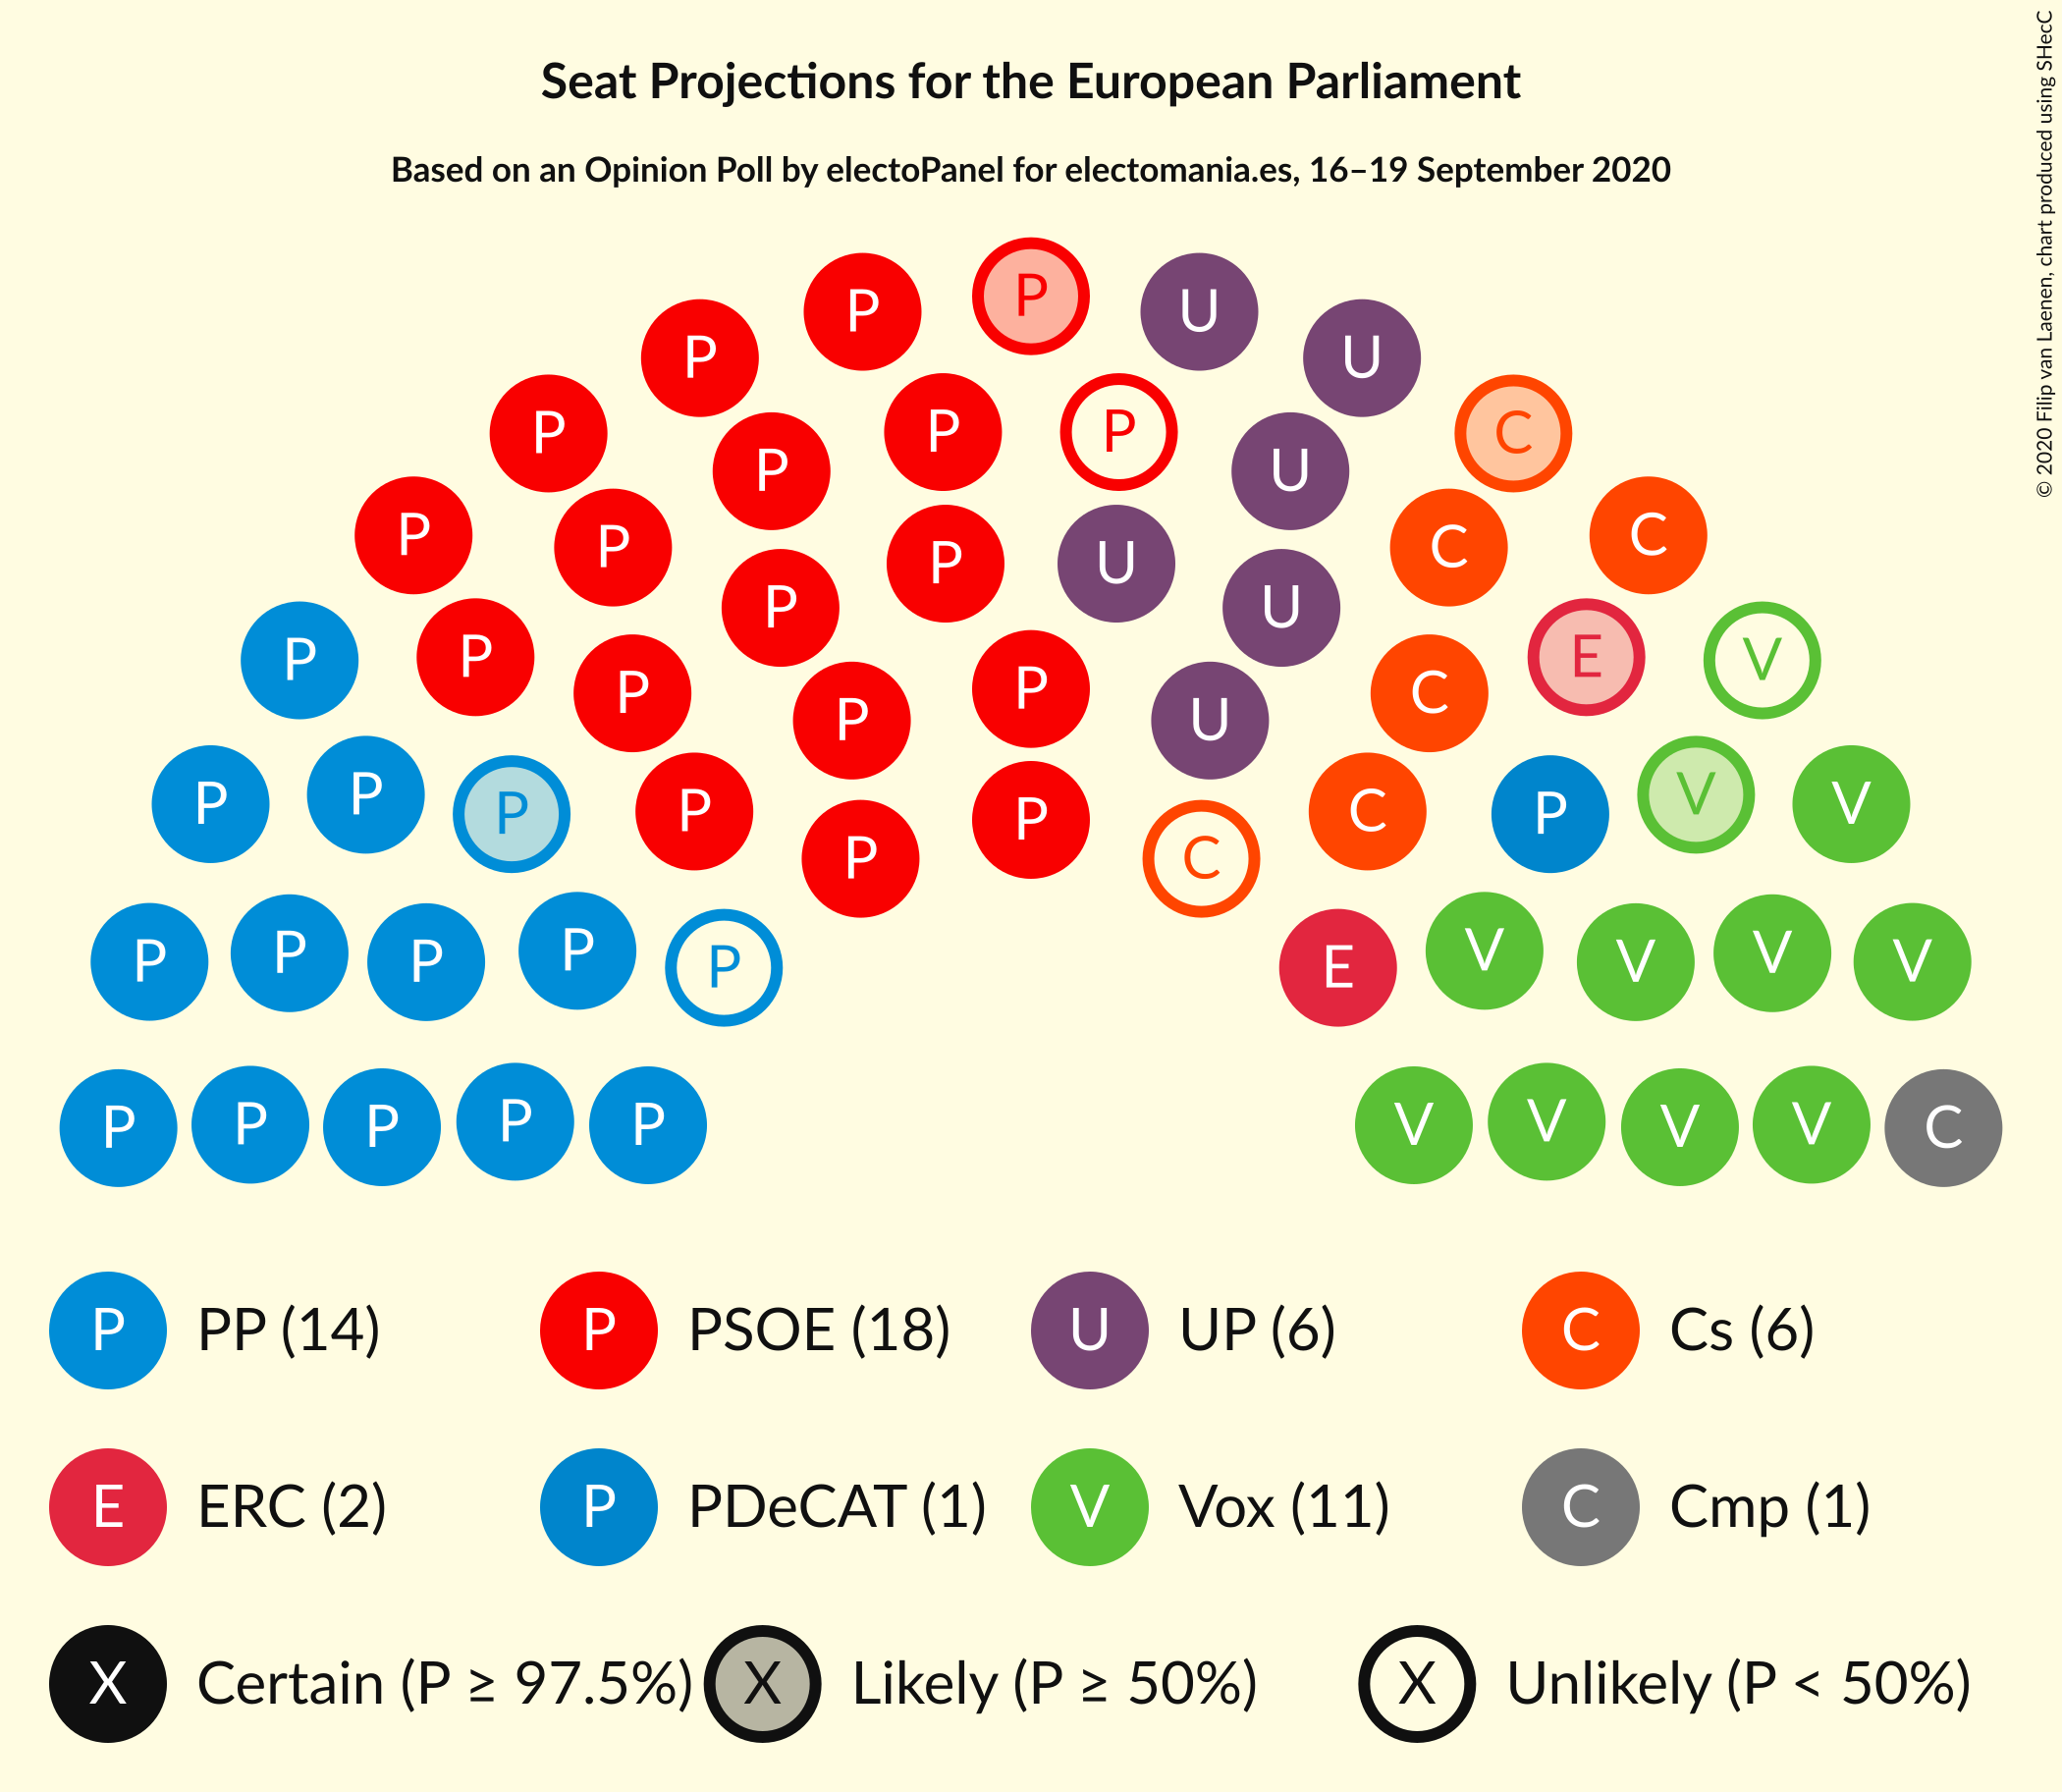 Seat Projections for the European Parliament
Based on an Opinion Poll by electoPanel for electomania.es, 16–19 September 2020
© 2020 Filip van Laenen, chart produced using SHecC
P
P P U U
P P C
P P P U
P C C
P P U
P P U
P E V
P P C
P P U
P P V V
P P C P
P P C
P P P P V V V V
P E
P P P P P V V V V C
P PP (14) P PSOE (18) U UP (6) C Cs (6)
E ERC (2) P PDeCAT (1) V Vox (11) C Cmp (1)
X Certain (P ≥ 97.5%) X Likely (P ≥ 50%) X Unlikely (P < 50%)